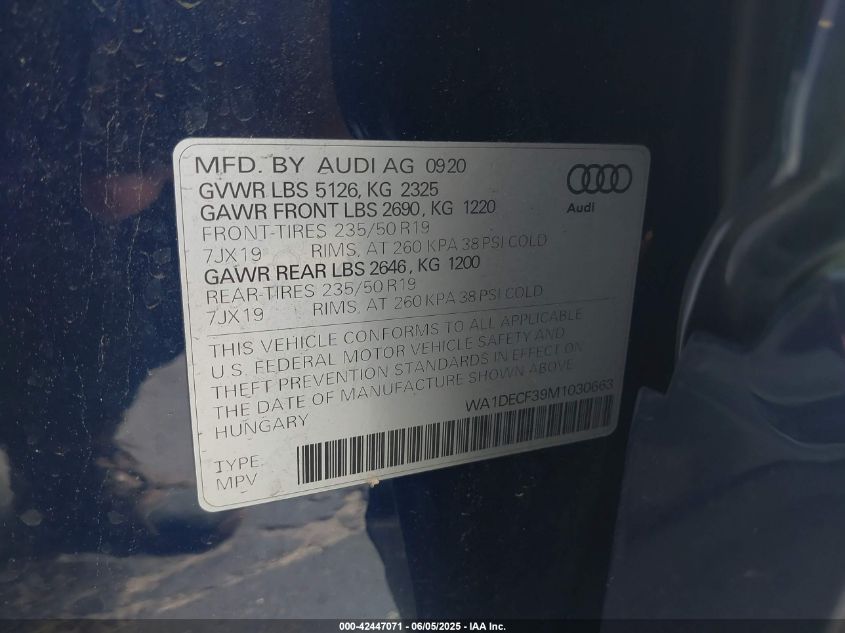 MFD. BY AUDI AG 0920
GVWR LBS 5126, KG 2325
GAWR FRONT LBS 2690, KG 1220
FRONT-TIRES 235/50 R19
7JX19 RIMS, AT 260 KPA 38 PSI COLD
GAWR REAR LBS 2646, KG 1200
REAR-TIRES 235/50 R19
7JX19 RIMS, AT 260 KPA 38 PSI COLD
Audi
THIS VEHICLE CONFORMS TO ALL APPLICABLE
U.S. FEDERAL MOTOR VEHICLE SAFETY AND
THEFT PREVENTION STANDARDS IN EFFECT ON
THE DATE OF MANUFACTURE SHOWN ABOVE
HUNGARY WA1DECF39M1030663
TYPE:
MPV
000-42447071 - 06/05/2025 - IAA Inc.